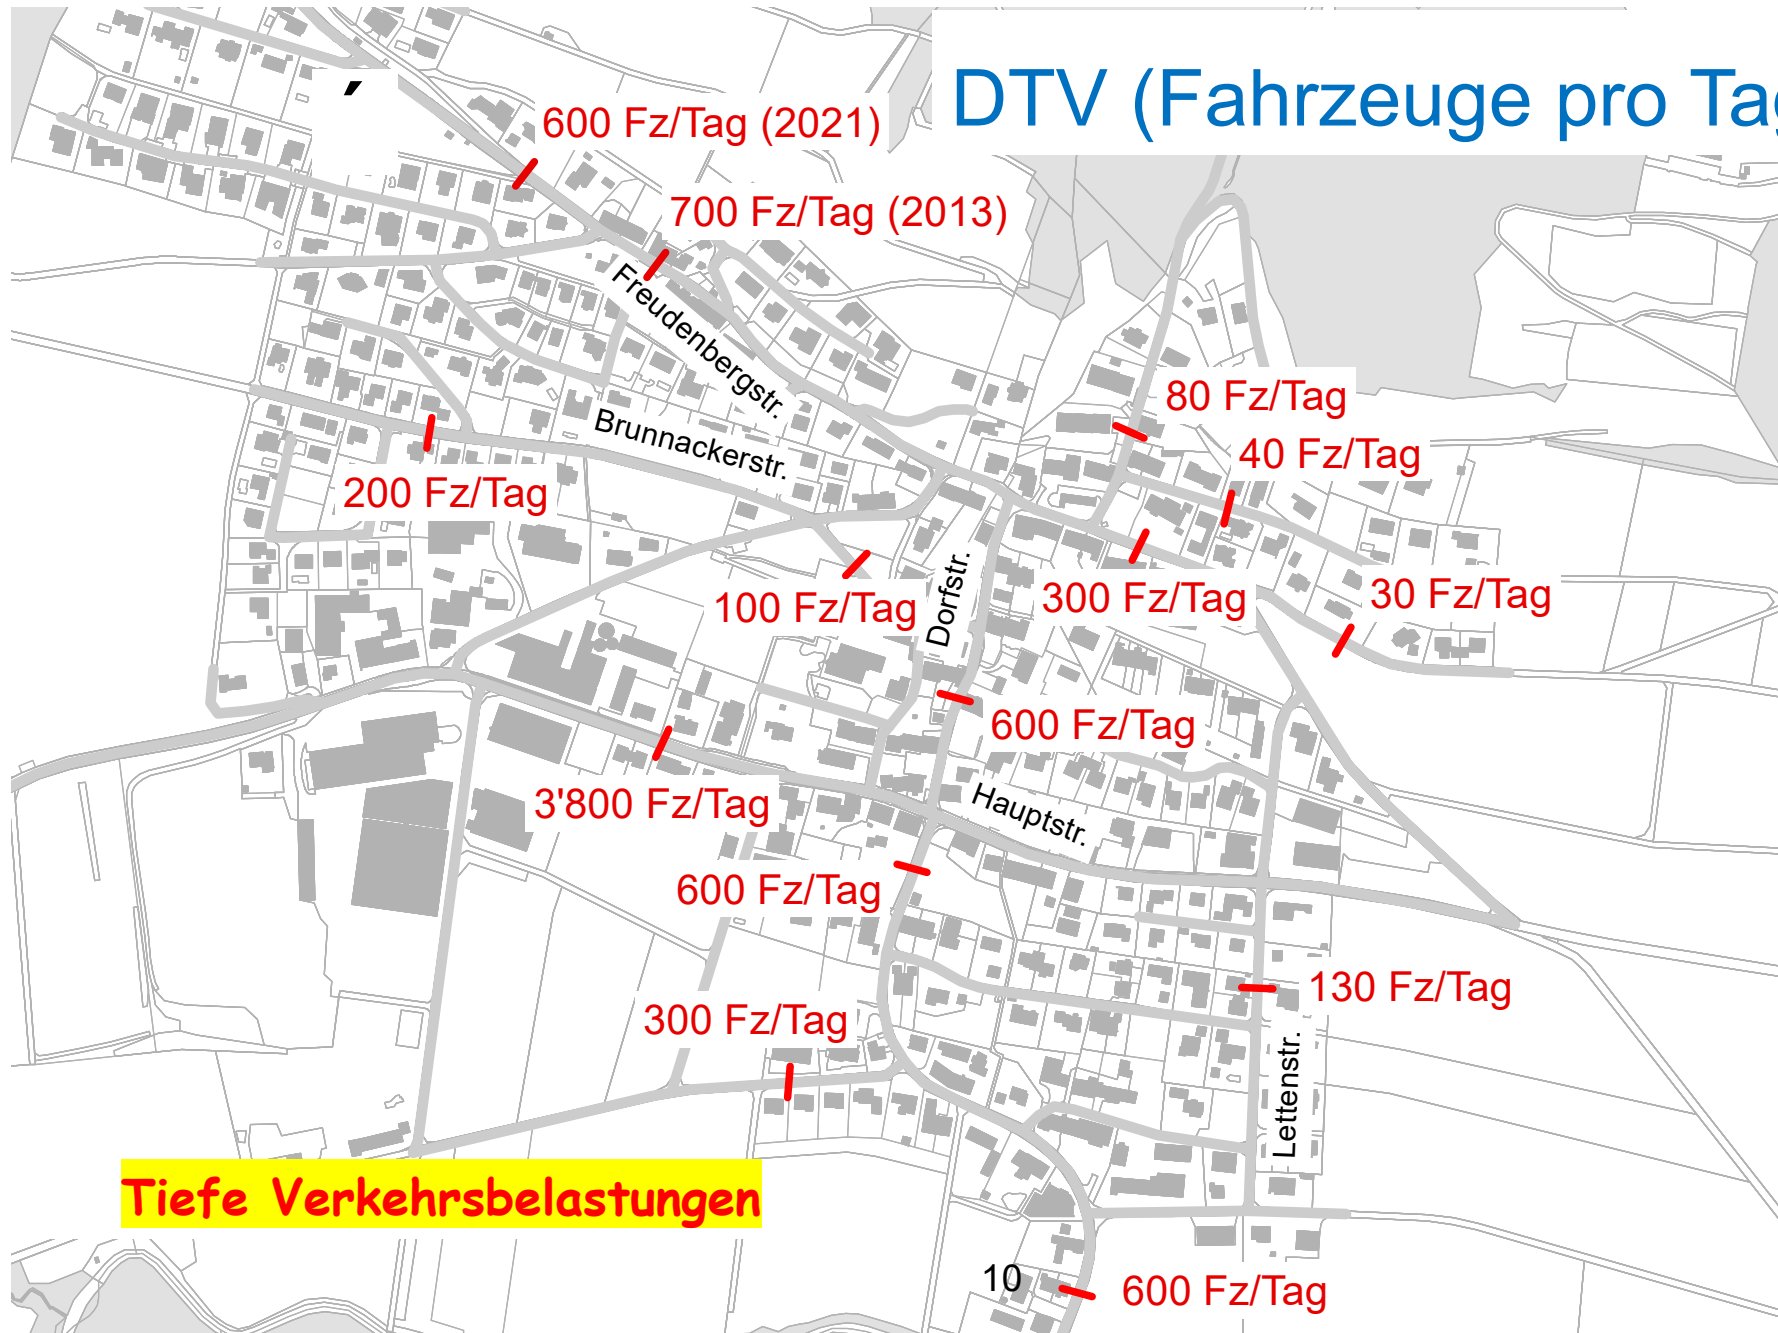 DTV (Fahrzeuge pro Tag
600 Fz/Tag (2021)
700 Fz/Tag (2013)
Freudenbergstr.
80 Fz/Tag
Brunnackerstr.
40 Fz/Tag
200 Fz/Tag
Dorfstr.
100 Fz/Tag
300 Fz/Tag
30 Fz/Tag
600 Fz/Tag
3'800 Fz/Tag
Hauptstr.
600 Fz/Tag
130 Fz/Tag
300 Fz/Tag
Lettenstr.
Tiefe Verkehrsbelastungen
10
600 Fz/Tag